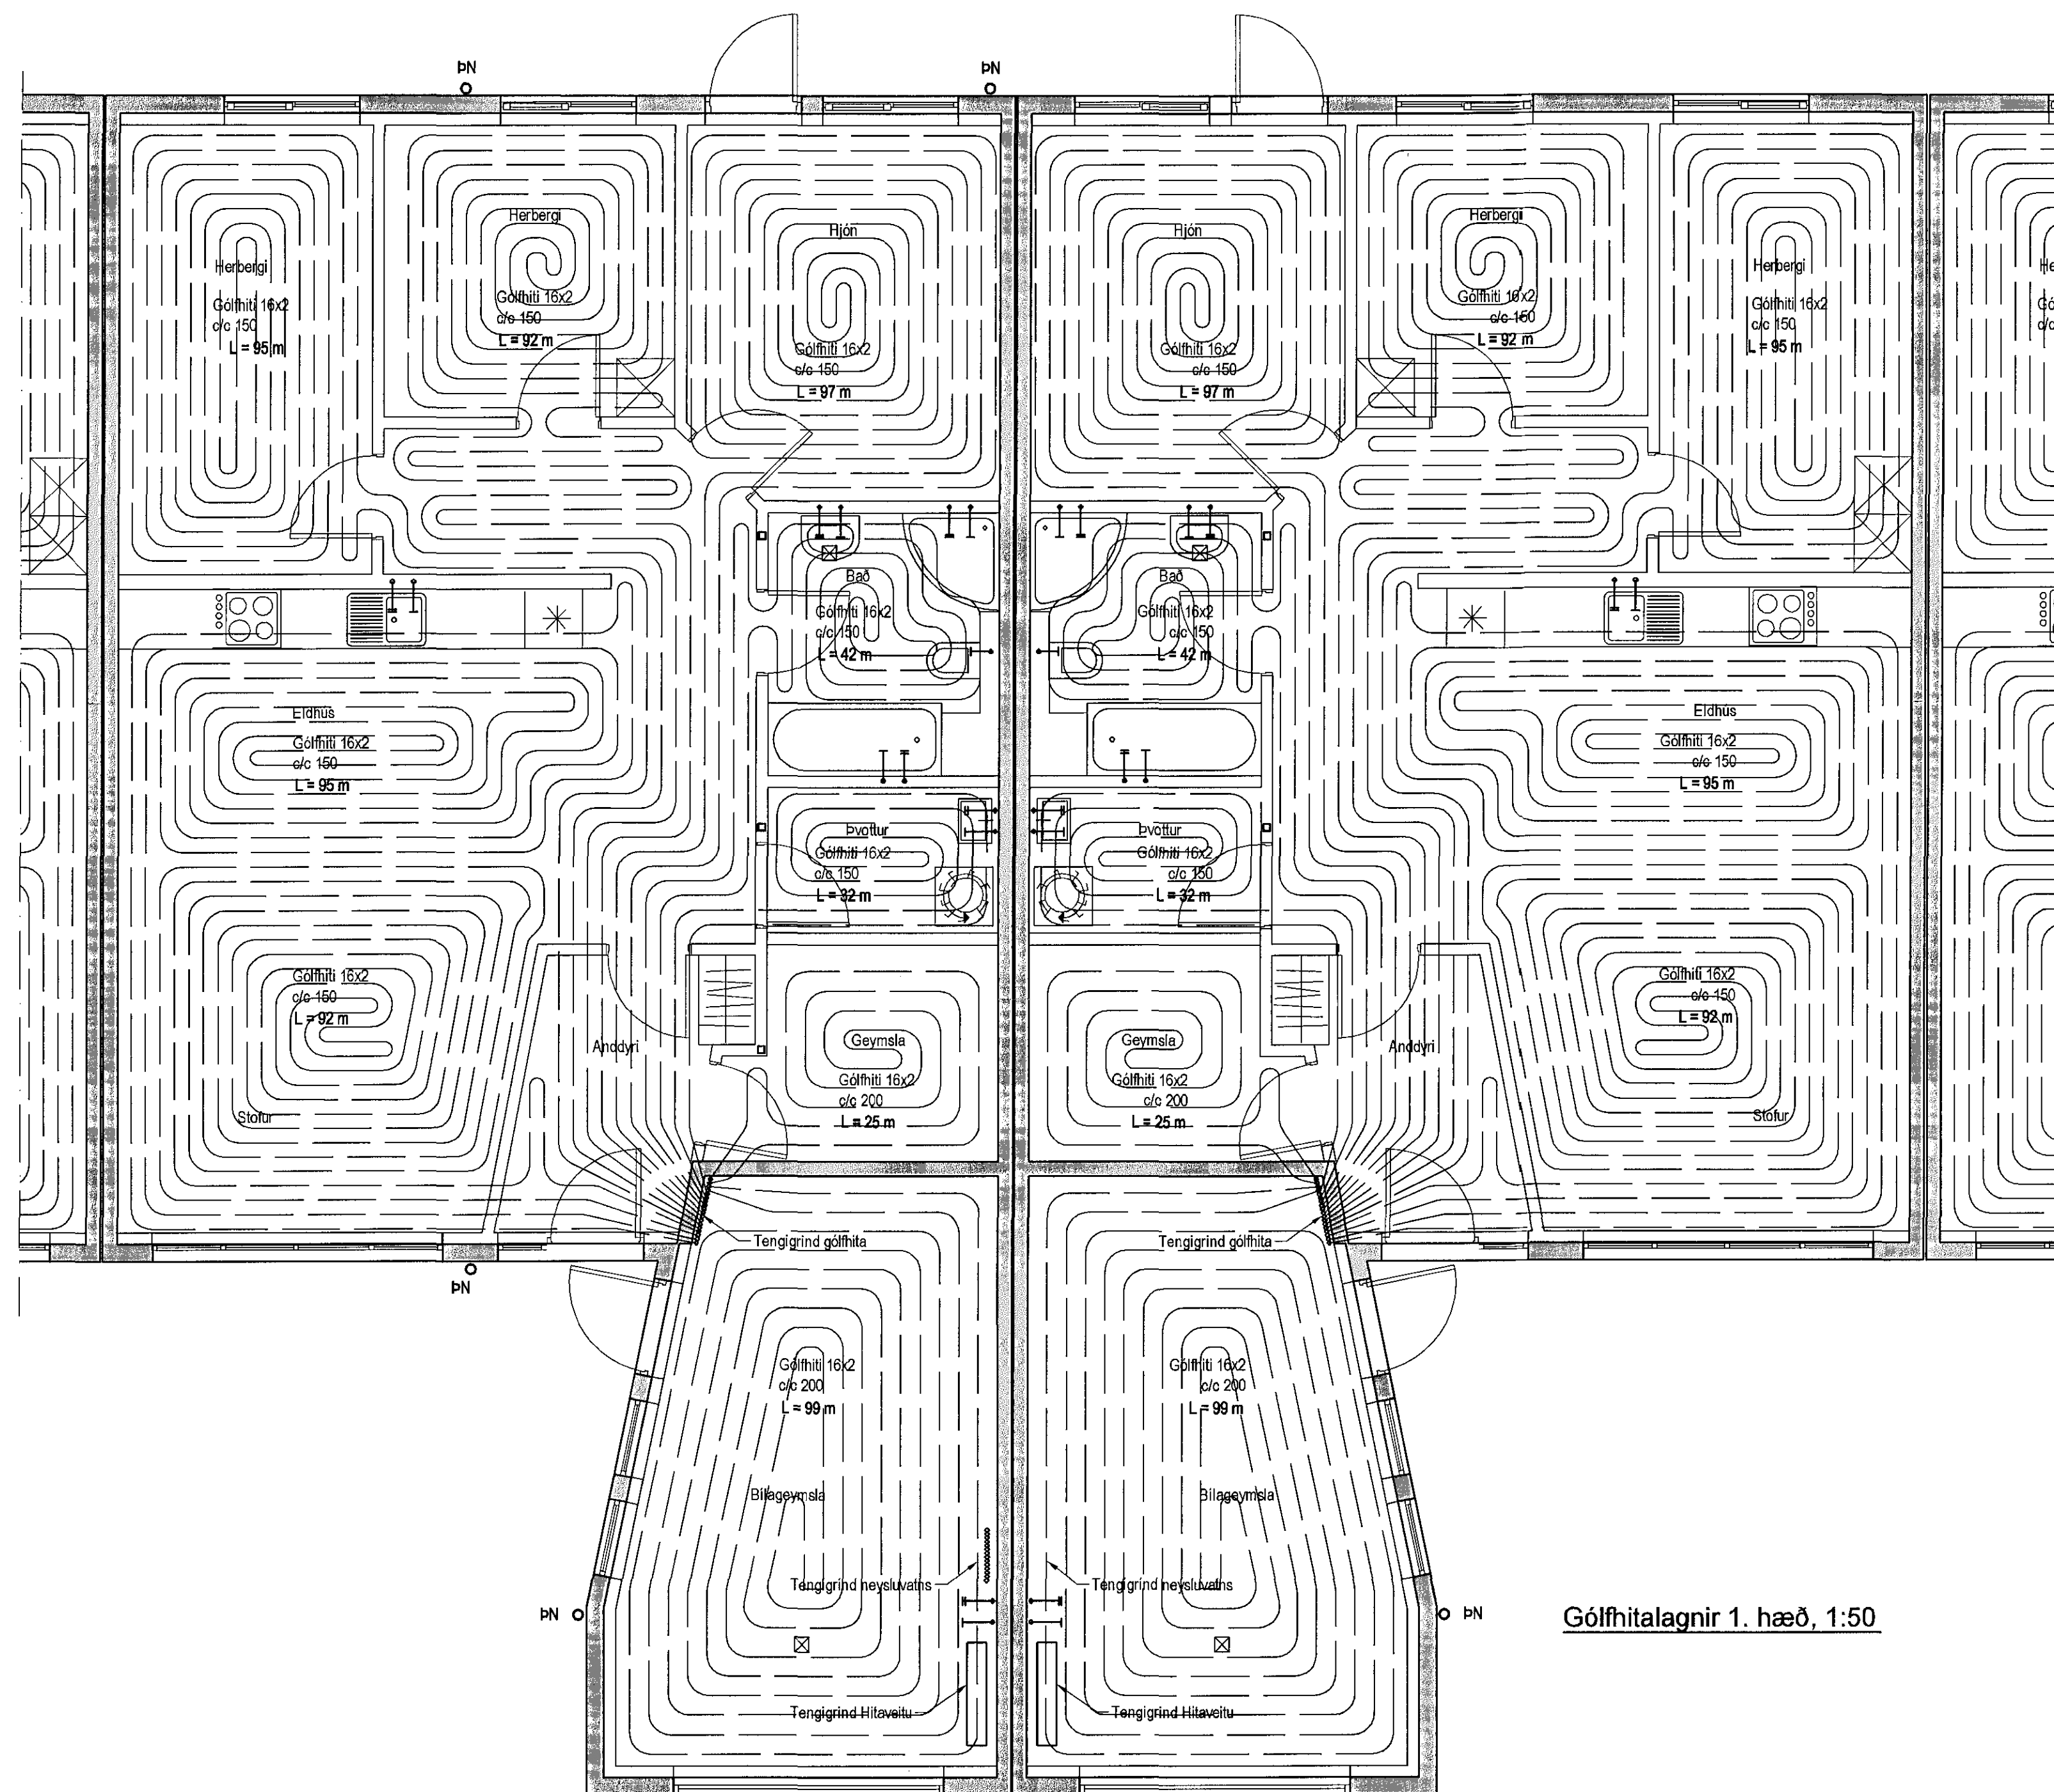 ÞN
ÞN
Herbergi
Gólfhiti 16x2
c/c 150
L = 95 m
Herbergi
Gólfhiti 16x2
c/c 150
L = 92 m
Hjón
Gólfhiti 16x2
c/c 150
L = 97 m
Hjón
Gólfhiti 16x2
c/c 150
L = 97 m
Herbergi
Gólfhiti 16x2
c/c 150
L = 92 m
Herbergi
Gólfhiti 16x2
c/c 150
L = 95 m
Bað
Gólfhiti 16x2
c/c 150
L = 42 m
Bað
Gólfhiti 16x2
c/c 150
L = 42 m
Eldhús
Gólfhiti 16x2
c/c 150
L = 95 m
Eldhús
Gólfhiti 16x2
c/c 150
L = 95 m
Þvottur
Gólfhiti 16x2
c/c 150
L = 32 m
Þvottur
Gólfhiti 16x2
c/c 150
L = 32 m
Gólfhiti 16x2
c/c 150
L = 92 m
Stofur
Anddyri
Geymsla
Gólfhiti 16x2
c/c 200
L = 25 m
Geymsla
Gólfhiti 16x2
c/c 200
L = 25 m
Anddyri
Gólfhiti 16x2
c/c 150
L = 92 m
Stofur
Tengigrind gólfhita
Tengigrind gólfhita
ÞN
Gólfhiti 16x2
c/c 200
L = 99 m
Bílageymsla
Gólfhiti 16x2
c/c 200
L = 99 m
Bílageymsla
Tengigrind neysluvatns
Tengigrind neysluvatns
ÞN
ÞN
Gólfhitalagnir 1. hæð, 1:50
Tengigrind Hitaveitu
Tengigrind Hitaveitu